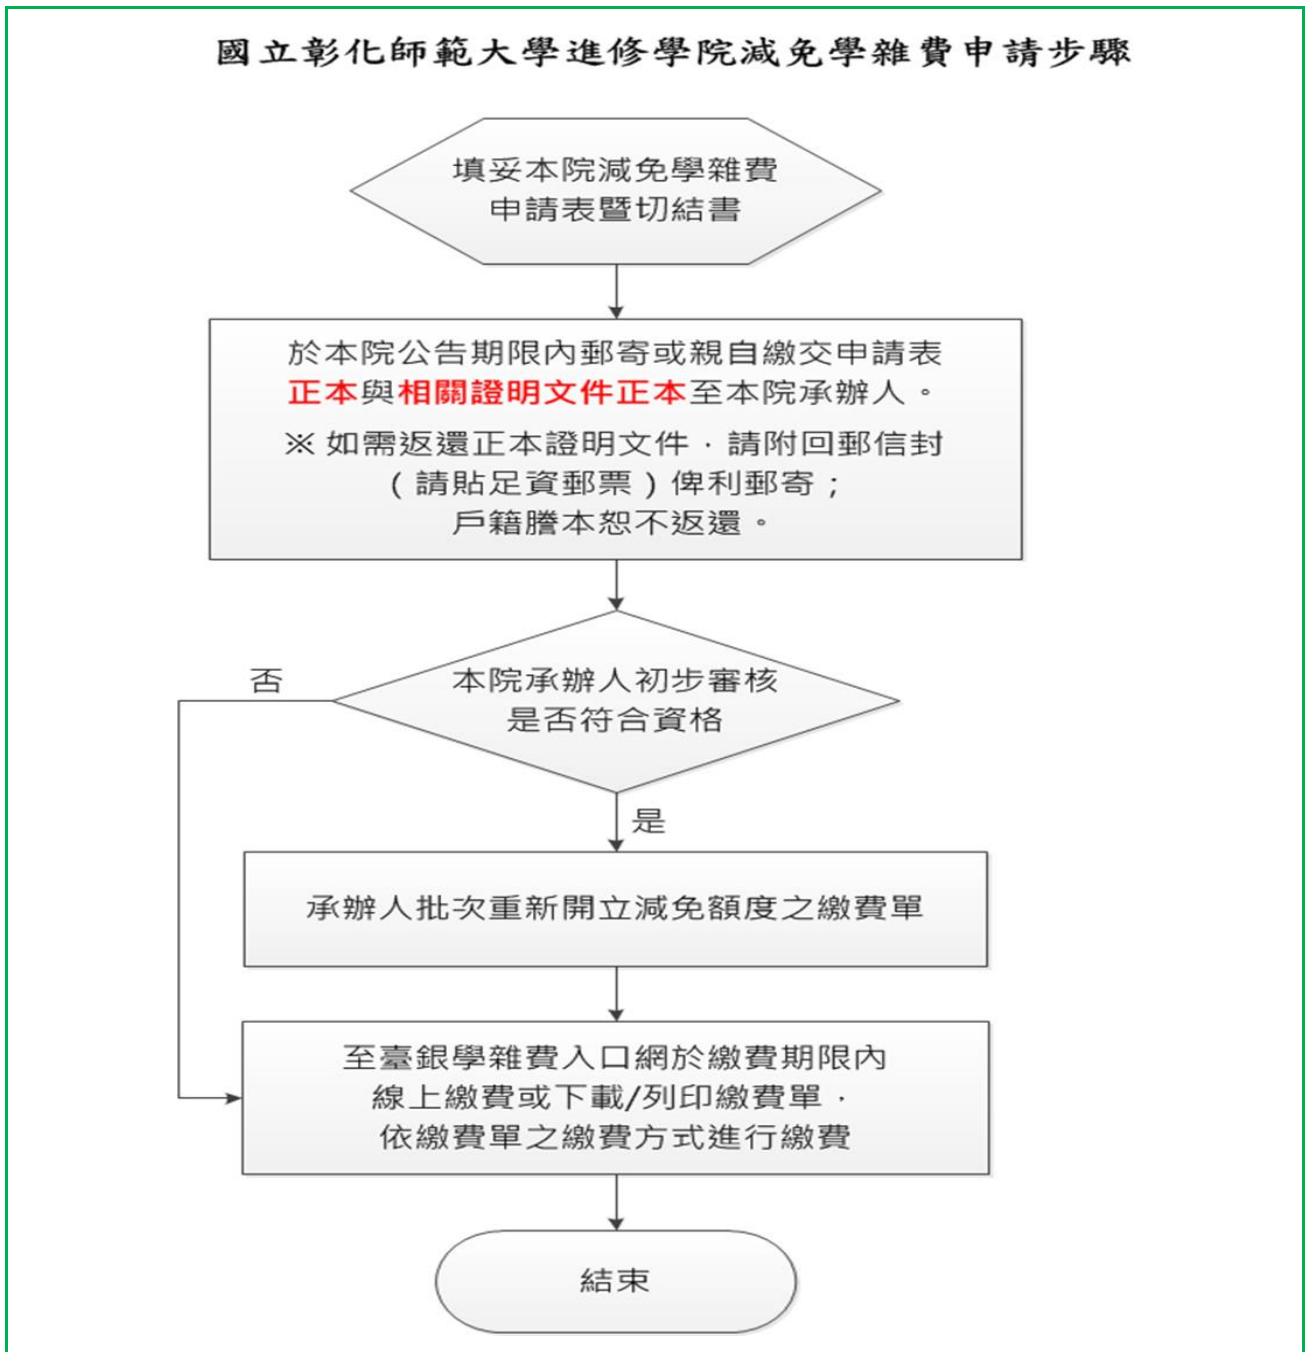 國立彰化師範大學進修學院減免學雜費申請步驟
填妥本院減免學雜費
申請表暨切結書
於本院公告期限內郵寄或親自繳交申請表
正本與相關證明文件正本至本院承辦人。
※ 如需返還正本證明文件，請附回郵信封
(請貼足資郵票)俾利郵寄；
戶籍謄本恕不返還。
本院承辦人初步審核
是否符合資格
否
是
承辦人批次重新開立減免額度之繳費單
至臺銀學雜費入口網於繳費期限內
線上繳費或下載/列印繳費單，
依繳費單之繳費方式進行繳費
結束